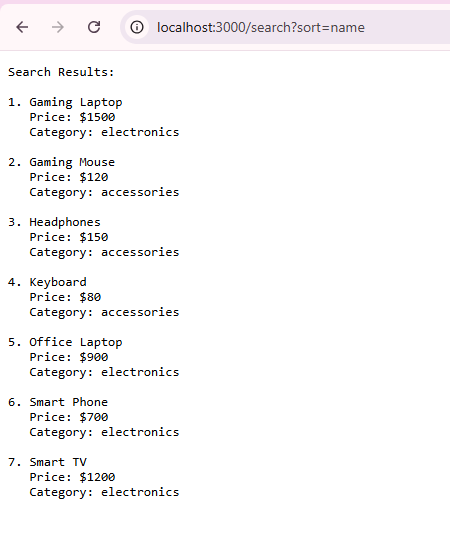 localhost:3000/search?sort=name
Search Results:
1. Gaming Laptop
Price: $1500
Category: electronics
2. Gaming Mouse
Price: $120
Category: accessories
3. Headphones
Price: $150
Category: accessories
4. Keyboard
Price: $80
Category: accessories
5. Office Laptop
Price: $900
Category: electronics
6. Smart Phone
Price: $700
Category: electronics
7. Smart TV
Price: $1200
Category: electronics